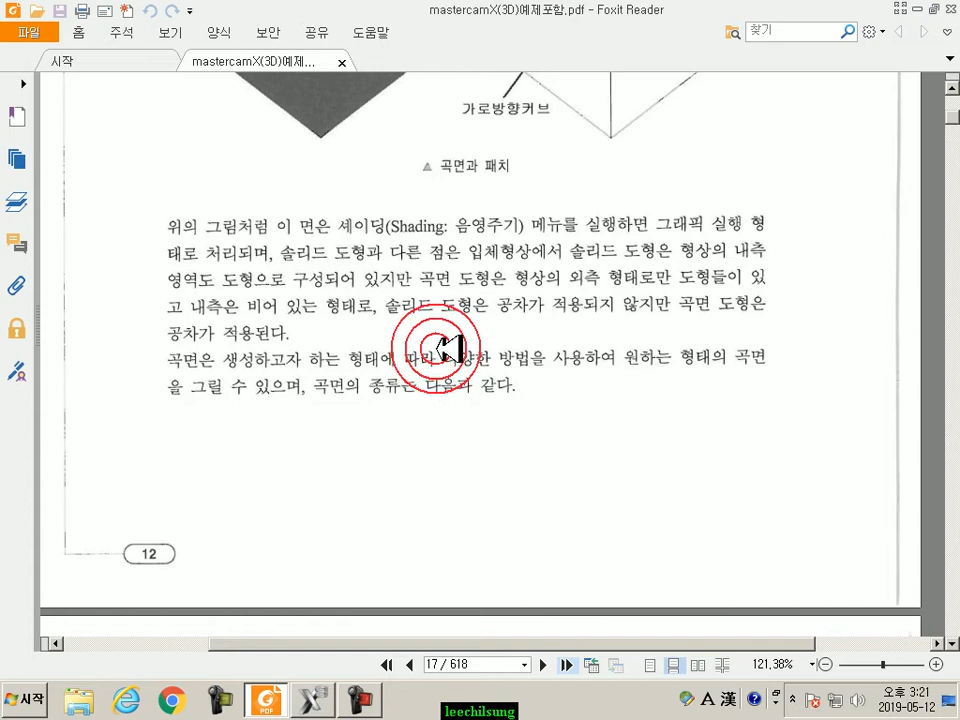 mastercamX(3D)예제포함.pdf - Foxit Reader
파일 홈 주석 보기 양식 보안 공유 도움말 찾기
시작 mastercamX(3D)예제...
가로방향커브
▲ 곡면과 패치
위의 그림처럼 이 면은 셰이딩(Shading: 음영주기) 메뉴를 실행하면 그래픽 실행 형
태로 처리되며, 솔리드 도형과 다른 점은 입체형상에서 솔리드 도형은 형상의 내측
영역도 도형으로 구성되어 있지만 곡면 도형은 형상의 외측 형태로만 도형들이 있
고 내측은 비어 있는 형태로, 솔리드 도형은 공차가 적용되지 않지만 곡면 도형은
공차가 적용된다.
곡면은 생성하고자 하는 형태에 따라 방법을 사용하여 원하는 형태의 곡면
을 그릴 수 있으며, 곡면의 종류는 다음과 같다.
12
17 / 618 121,38%
시작 A 漢 오후 3:21
2019-05-12
leechilsung